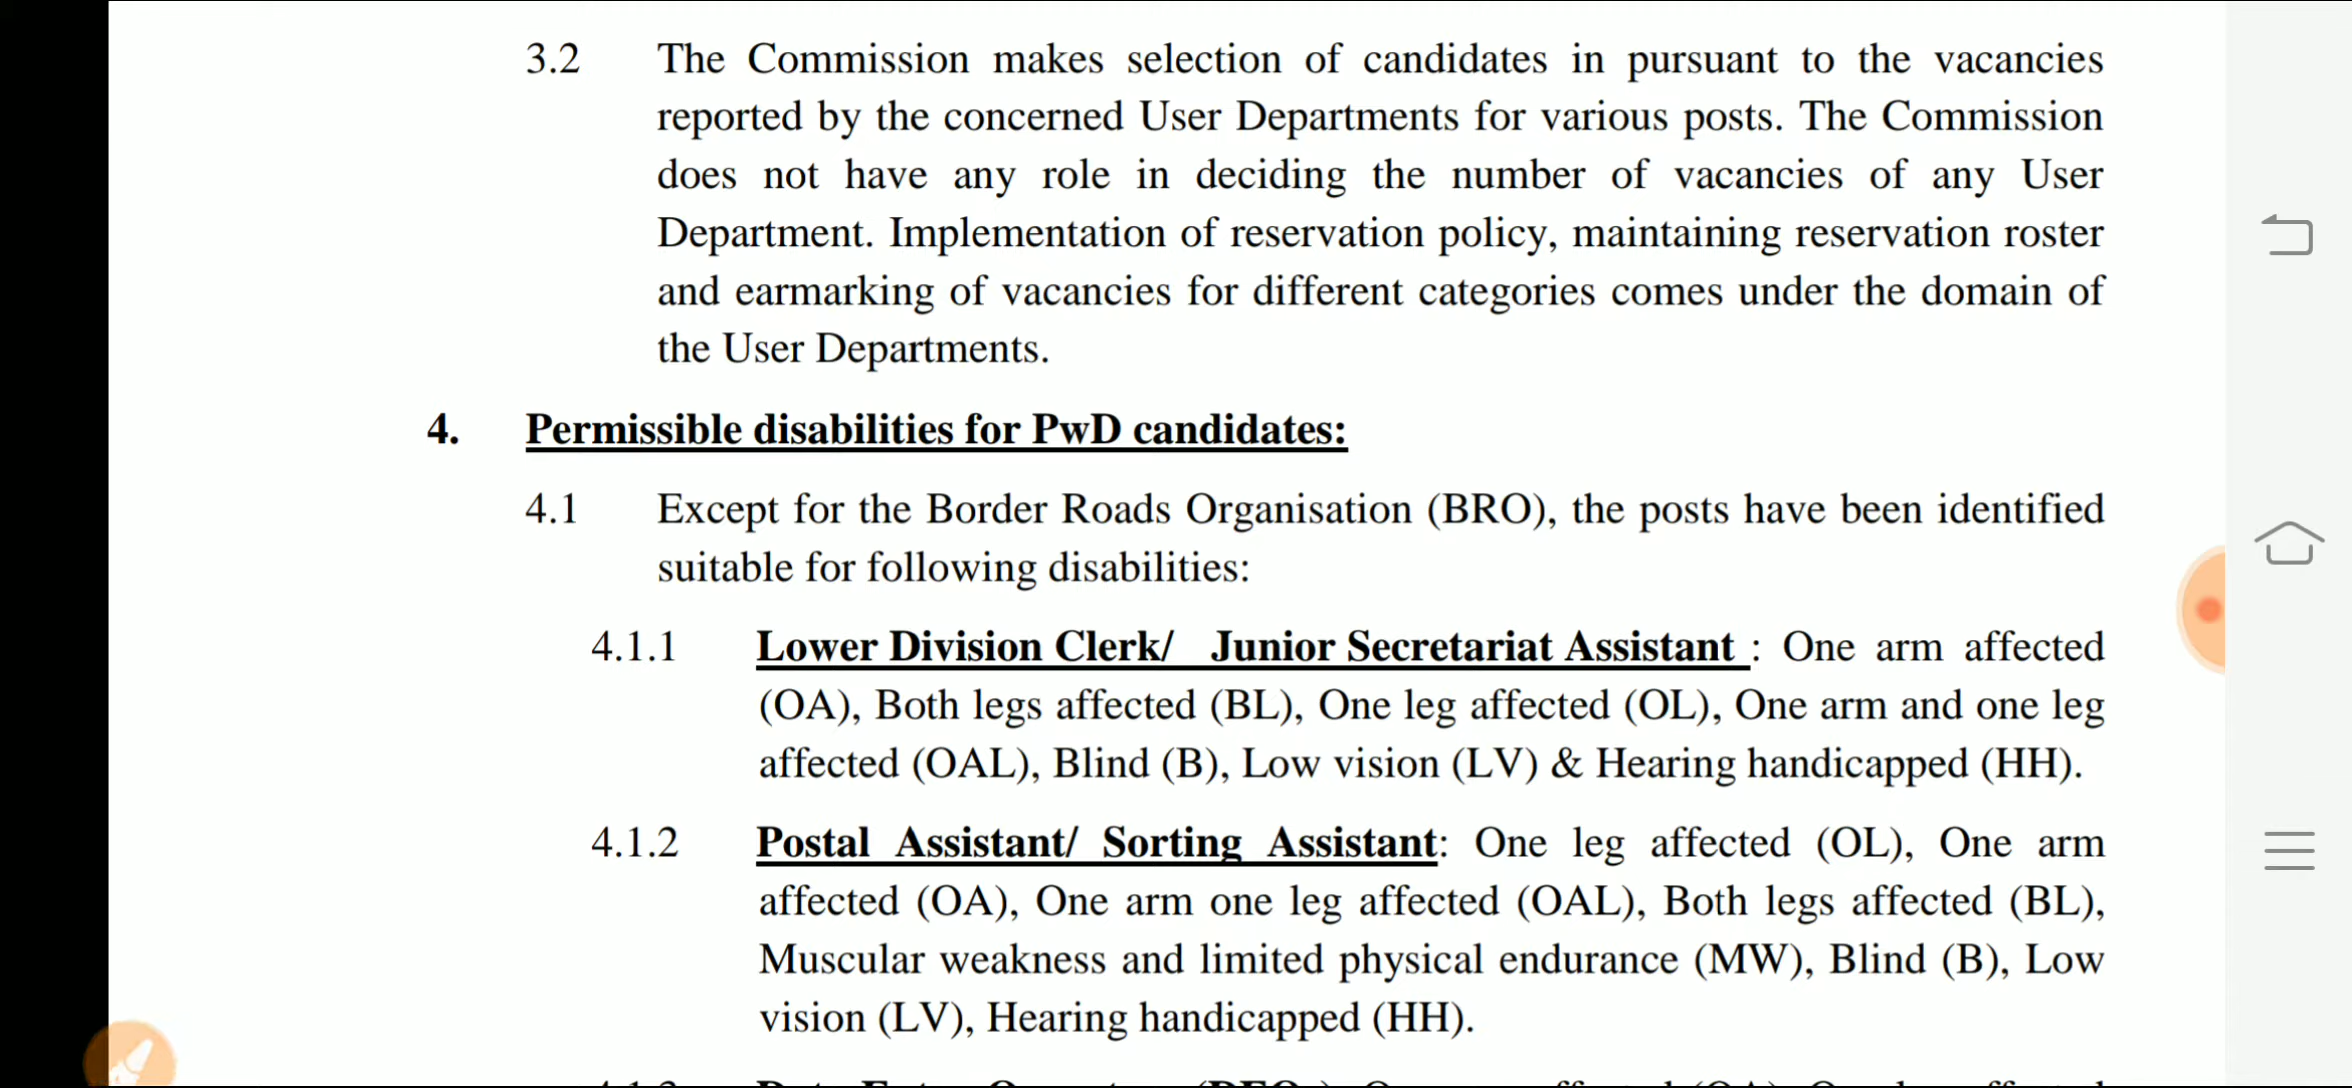 3.2 The Commission makes selection of candidates in pursuant to the vacancies
reported by the concerned User Departments for various posts. The Commission
does not have any role in deciding the number of vacancies of any User
Department. Implementation of reservation policy, maintaining reservation roster
and earmarking of vacancies for different categories comes under the domain of
the User Departments.
4. Permissible disabilities for PwD candidates:
4.1 Except for the Border Roads Organisation (BRO), the posts have been identified
suitable for following disabilities:
4.1.1 Lower Division Clerk/ Junior Secretariat Assistant : One arm affected
(OA), Both legs affected (BL), One leg affected (OL), One arm and one leg
affected (OAL), Blind (B), Low vision (LV) & Hearing handicapped (HH).
4.1.2 Postal Assistant/ Sorting Assistant: One leg affected (OL), One arm
affected (OA), One arm one leg affected (OAL), Both legs affected (BL),
Muscular weakness and limited physical endurance (MW), Blind (B), Low
vision (LV), Hearing handicapped (HH).